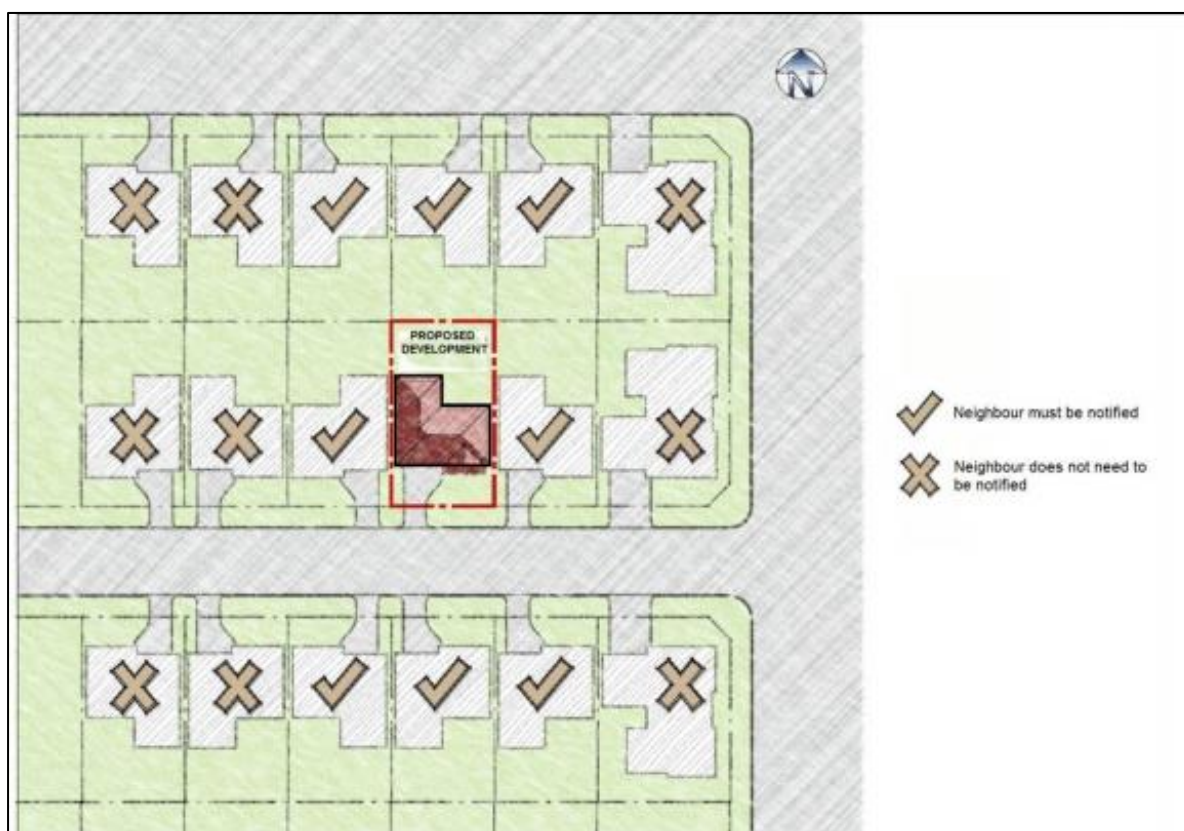 N
PROPOSED
DEVELOPMENT
Neighbour must be notified
Neighbour does not need to
be notified